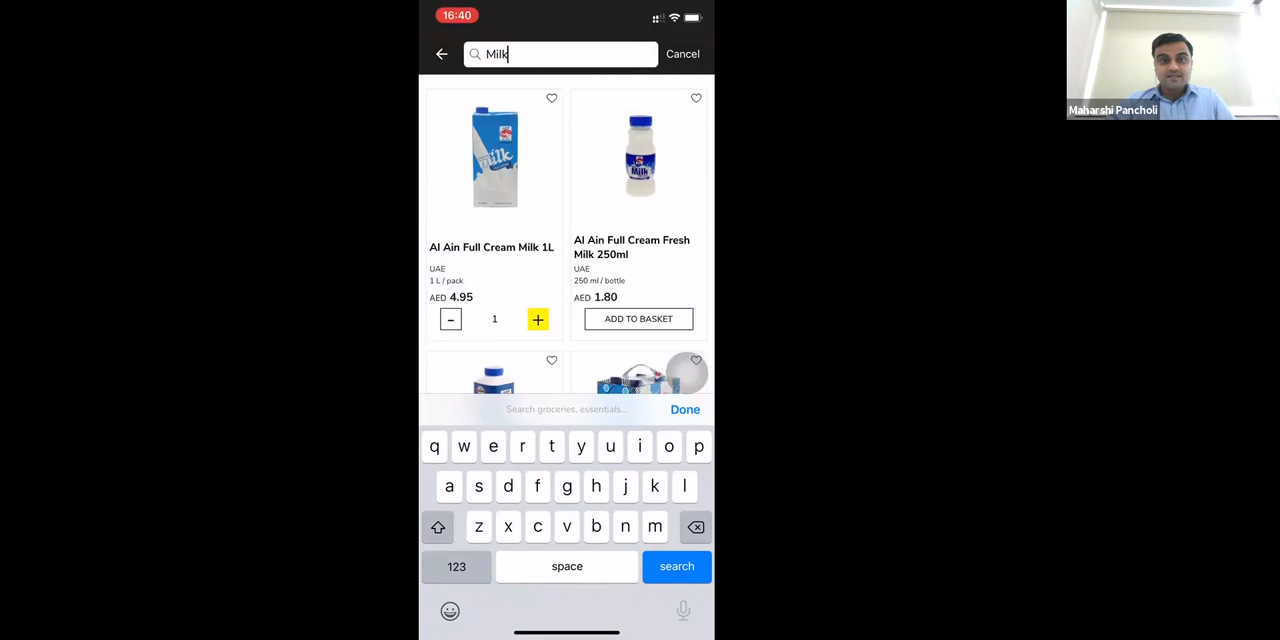 16:40
Milk
Cancel
milk
Milk
Al Ain Full Cream Milk 1L
UAE
1 L / pack
AED 4.95
- 1 +
Al Ain Full Cream Fresh
Milk 250ml
UAE
250 ml / bottle
AED 1.80
ADD TO BASKET
Search groceries, essentials...
Done
q w e r t y u i o p
a s d f g h j k l
z x c v b n m
123
space
search
Maharshi Pancholi